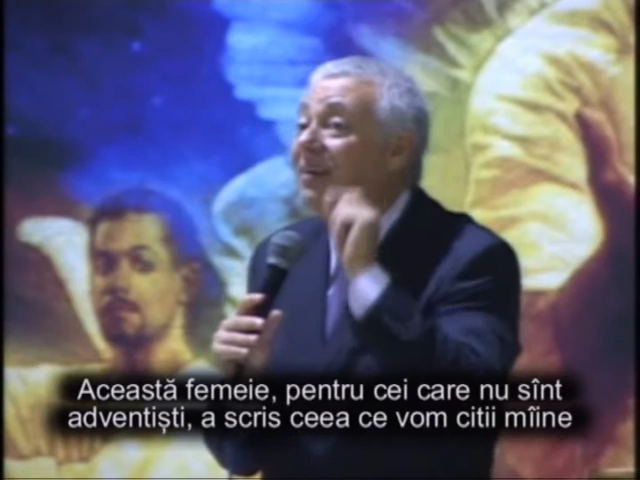 Această femeie, pentru cei care nu sînt
adventiști, a scris ceea ce vom citii mîine